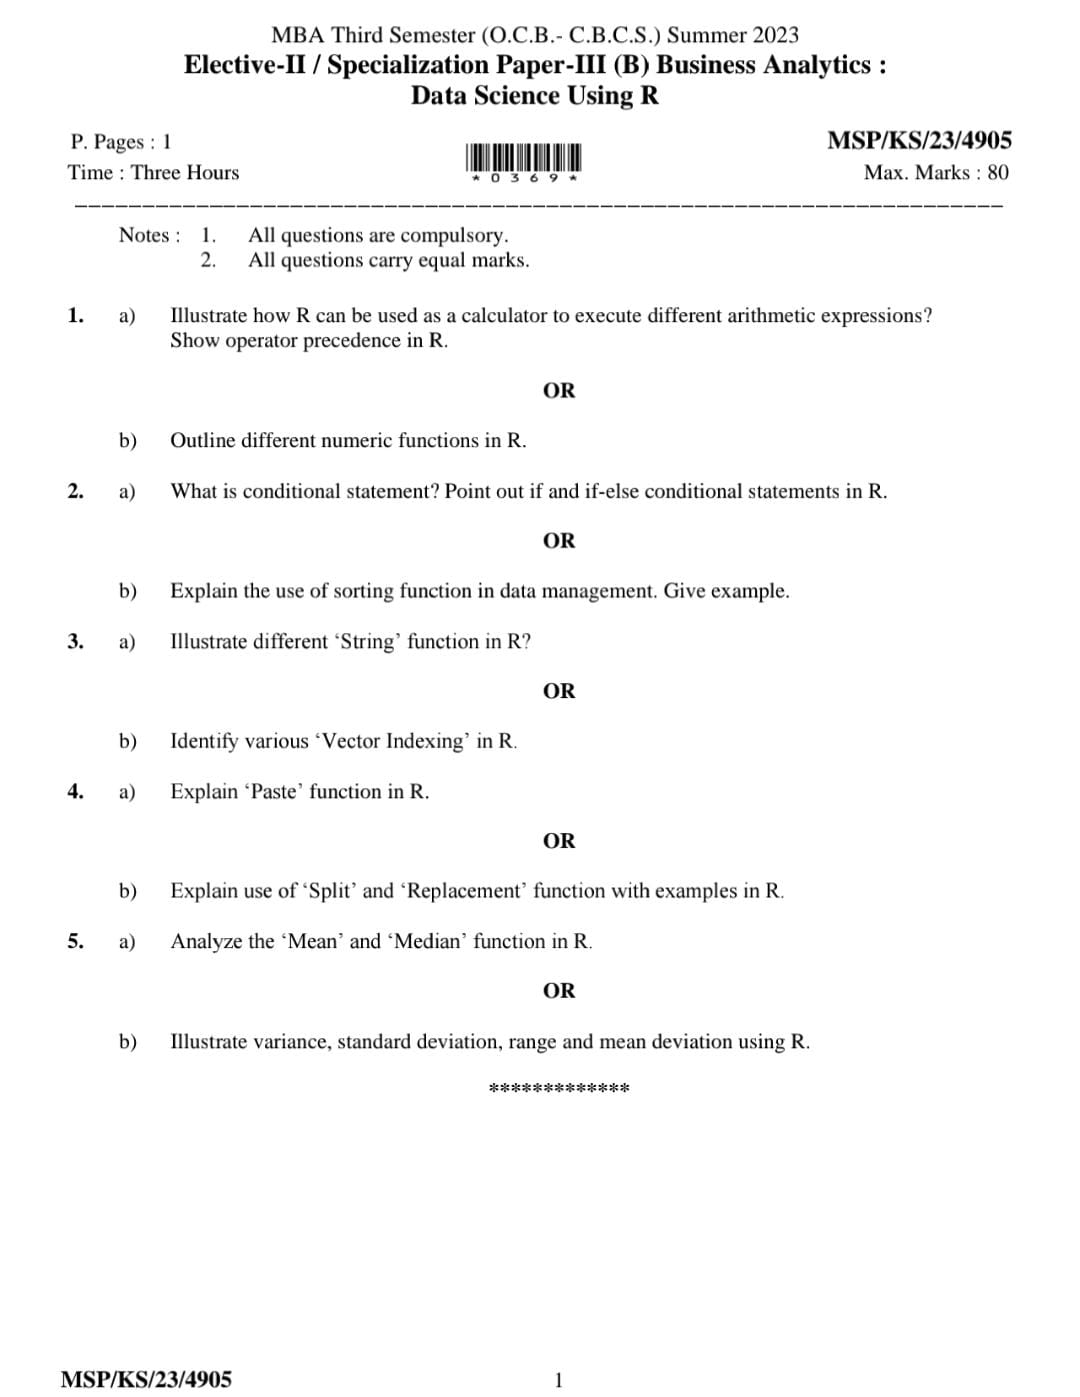 MBA Third Semester (O.C.B.- C.B.C.S.) Summer 2023
Elective-II / Specialization Paper-III (B) Business Analytics :
Data Science Using R
P. Pages : 1
MSP/KS/23/4905
Time : Three Hours
*0369*
Max. Marks : 80
Notes : 1. All questions are compulsory.
2. All questions carry equal marks.
1. a) Illustrate how R can be used as a calculator to execute different arithmetic expressions?
Show operator precedence in R.
OR
b) Outline different numeric functions in R.
2. a) What is conditional statement? Point out if and if-else conditional statements in R.
OR
b) Explain the use of sorting function in data management. Give example.
3. a) Illustrate different ‘String’ function in R?
OR
b) Identify various ‘Vector Indexing’ in R.
4. a) Explain ‘Paste’ function in R.
OR
b) Explain use of ‘Split’ and ‘Replacement’ function with examples in R.
5. a) Analyze the ‘Mean’ and ‘Median’ function in R.
OR
b) Illustrate variance, standard deviation, range and mean deviation using R.
*************
MSP/KS/23/4905 1